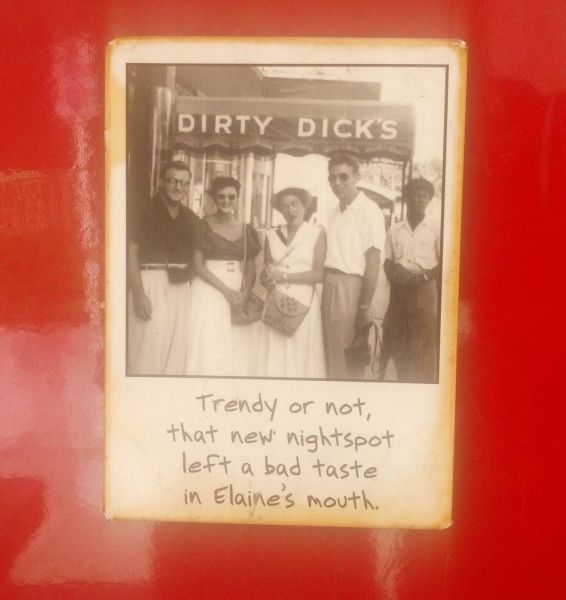 DIRTY DICK'S
Trendy or not,
that new nightspot
left a bad taste
in Elaine's mouth.